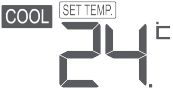 COOL SET TEMP.
24.℃